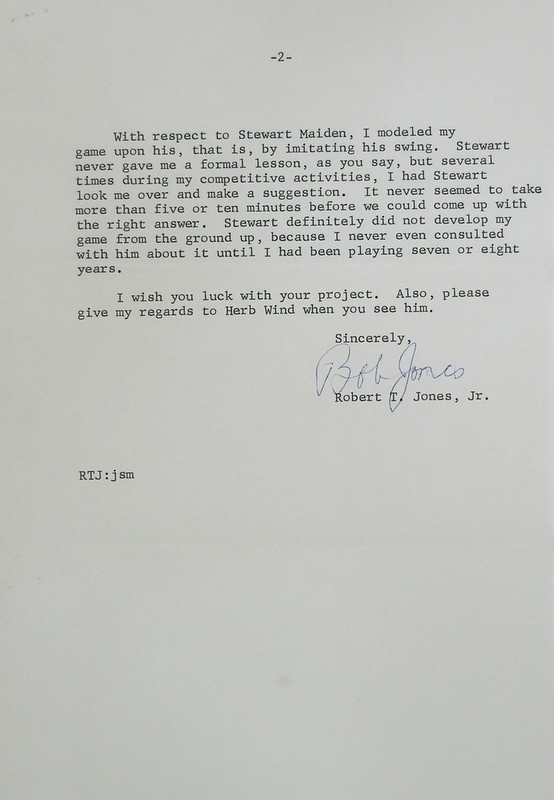 -2-
With respect to Stewart Maiden, I modeled my
game upon his, that is, by imitating his swing. Stewart
never gave me a formal lesson, as you say, but several
times during my competitive activities, I had Stewart
look me over and make a suggestion. It never seemed to take
more than five or ten minutes before we could come up with
the right answer. Stewart definitely did not develop my
game from the ground up, because I never even consulted
with him about it until I had been playing seven or eight
years.
I wish you luck with your project. Also, please
give my regards to Herb Wind when you see him.
Sincerely,
Bob Jones
Robert T. Jones, Jr.
RTJ:jsm